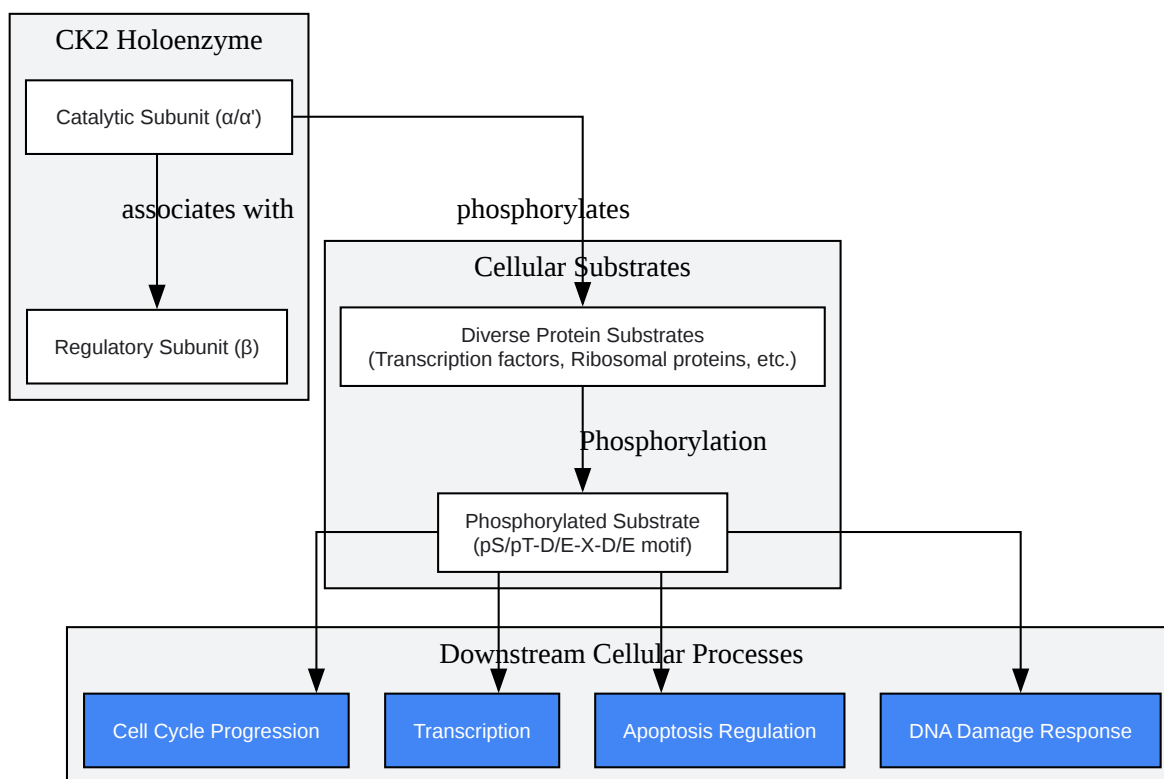 CK2 Holoenzyme
Catalytic Subunit (α/α')
associates with
phosphorylates
Cellular Substrates
Regulatory Subunit (β)
Diverse Protein Substrates
(Transcription factors, Ribosomal proteins, etc.)
Phosphorylation
Phosphorylated Substrate
(pS/pT-D/E-X-D/E motif)
Downstream Cellular Processes
Cell Cycle Progression
Transcription
Apoptosis Regulation
DNA Damage Response